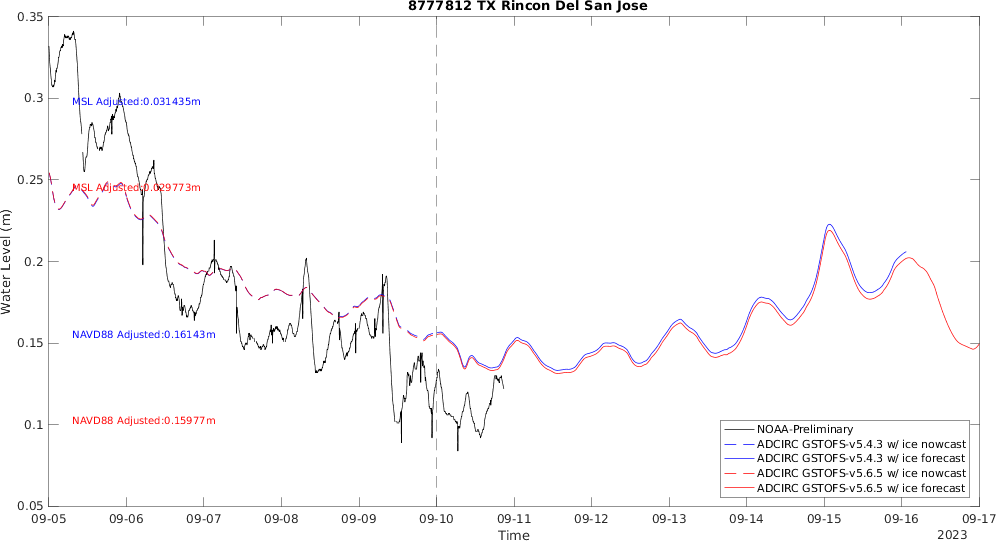 8777812 TX Rincon Del San Jose
0.35
0.3
0.25
0.2
0.15
0.1
0.05
Water Level (m)
MSL Adjusted:0.031435m
MSL Adjusted:0.029773m
NAVD88 Adjusted:0.16143m
NAVD88 Adjusted:0.15977m
NOAA-Preliminary
ADCIRC GSTOFS-v5.4.3 w/ ice nowcast
ADCIRC GSTOFS-v5.4.3 w/ ice forecast
ADCIRC GSTOFS-v5.6.5 w/ ice nowcast
ADCIRC GSTOFS-v5.6.5 w/ ice forecast
09-05 09-06 09-07 09-08 09-09 09-10 09-11 09-12 09-13 09-14 09-15 09-16 09-17
Time
2023